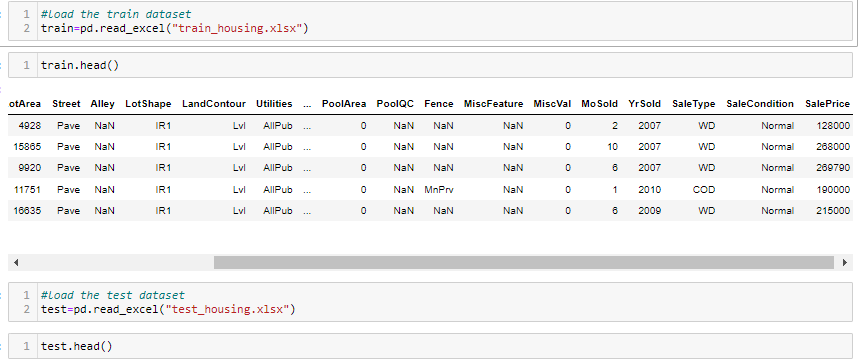 1 #load the train dataset
2 train=pd.read_excel("train_housing.xlsx")
1 train.head()
otArea Street Alley LotShape LandContour Utilities ... PoolArea PoolQC Fence MiscFeature MiscVal MoSold YrSold SaleType SaleCondition SalePrice
4928 Pave NaN IR1 Lvl AllPub ... 0 NaN NaN NaN 0 2 2007 WD Normal 128000
15865 Pave NaN IR1 Lvl AllPub ... 0 NaN NaN NaN 0 10 2007 WD Normal 268000
9920 Pave NaN IR1 Lvl AllPub ... 0 NaN NaN NaN 0 6 2007 WD Normal 269790
11751 Pave NaN IR1 Lvl AllPub ... 0 NaN MnPrv NaN 0 1 2010 COD Normal 190000
16635 Pave NaN IR1 Lvl AllPub ... 0 NaN NaN NaN 0 6 2009 WD Normal 215000
1 #load the test dataset
2 test=pd.read_excel("test_housing.xlsx")
1 test.head()